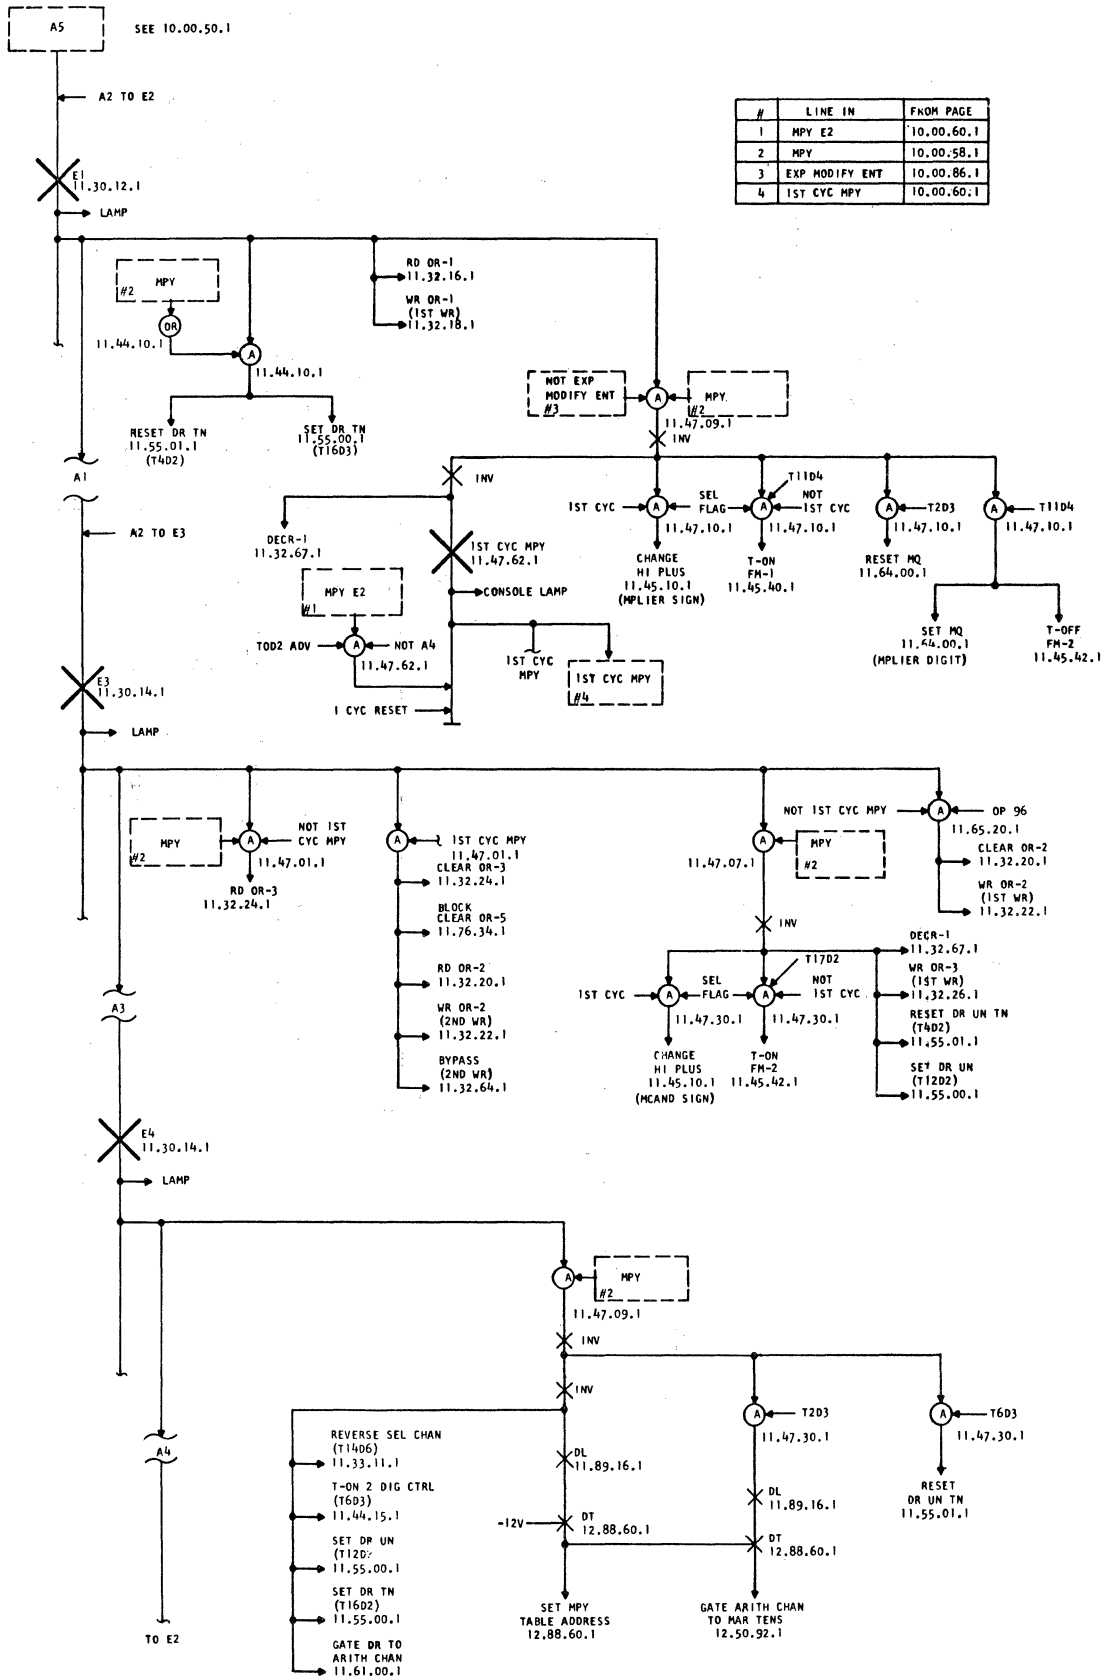 A5
SEE 10.00.50.1
A2 TO E2
# LINE IN FROM PAGE
1 MPY E2 10.00.60.1
2 MPY 10.00.58.1
3 EXP MODIFY ENT 10.00.86.1
4 1ST CYC MPY 10.00.60.1
E1
11.30.12.1
LAMP
MPY
#2
OR
11.44.10.1
A
11.44.10.1
RESET DR TN
11.55.01.1
(T4D2)
SET DR TN
11.55.00.1
(T16D3)
RD OR-1
11.32.16.1
WR OR-1
(1ST WR)
11.32.18.1
NOT EXP
MODIFY ENT
#3
A
MPY
#2
11.47.09.1
INV
A1
A2 TO E3
INV
DECR-1
11.32.67.1
1ST CYC MPY
11.47.62.1
CONSOLE LAMP
MPY E2
#1
TOD2 ADV
A
NOT A4
11.47.62.1
1 CYC RESET
1ST CYC
MPY
1ST CYC MPY
#4
1ST CYC
A
SEL
FLAG
11.47.10.1
CHANGE
HI PLUS
11.45.10.1
(MPLIER SIGN)
T11D4
A
NOT
1ST CYC
11.47.10.1
T-ON
FM-1
11.45.40.1
A
T2D3
11.47.10.1
RESET MQ
11.64.00.1
A
T11D4
11.47.10.1
SET MQ
11.64.00.1
(MPLIER DIGIT)
T-OFF
FM-2
11.45.42.1
E3
11.30.14.1
LAMP
MPY
#2
A
NOT 1ST
CYC MPY
11.47.01.1
RD OR-3
11.32.24.1
A
1ST CYC MPY
11.47.01.1
CLEAR OR-3
11.32.24.1
BLOCK
CLEAR OR-5
11.76.34.1
RD OR-2
11.32.20.1
WR OR-2
(2ND WR)
11.32.22.1
BYPASS
(2ND WR)
11.32.64.1
A
MPY
#2
11.47.07.1
INV
NOT 1ST CYC MPY
A
OP 96
11.65.20.1
CLEAR OR-2
11.32.20.1
WR OR-2
(1ST WR)
11.32.22.1
1ST CYC
A
SEL
FLAG
11.47.30.1
CHANGE
HI PLUS
11.45.10.1
(MCAND SIGN)
T17D2
A
NOT
1ST CYC
11.47.30.1
T-ON
FM-2
11.45.42.1
DECR-1
11.32.67.1
WR OR-3
(1ST WR)
11.32.26.1
RESET DR UN TN
(T4D2)
11.55.01.1
SET DR UN
(T12D2)
11.55.00.1
A3
E4
11.30.14.1
LAMP
A
MPY
#2
11.47.09.1
INV
INV
A4
TO E2
REVERSE SEL CHAN
(T14D6)
11.33.11.1
T-ON 2 DIG CTRL
(T6D3)
11.44.15.1
SET DR UN
11.55.00.1
SET DR TN
(T16D2)
11.55.00.1
GATE DR TO
ARITH CHAN
11.61.00.1
DL
11.89.16.1
-12V
DT
12.88.60.1
SET MPY
TABLE ADDRESS
12.88.60.1
A
T2D3
11.47.30.1
DL
11.89.16.1
DT
12.88.60.1
GATE ARITH CHAN
TO MAR TENS
12.50.92.1
A
T6D3
11.47.30.1
RESET
DR UN TN
11.55.01.1